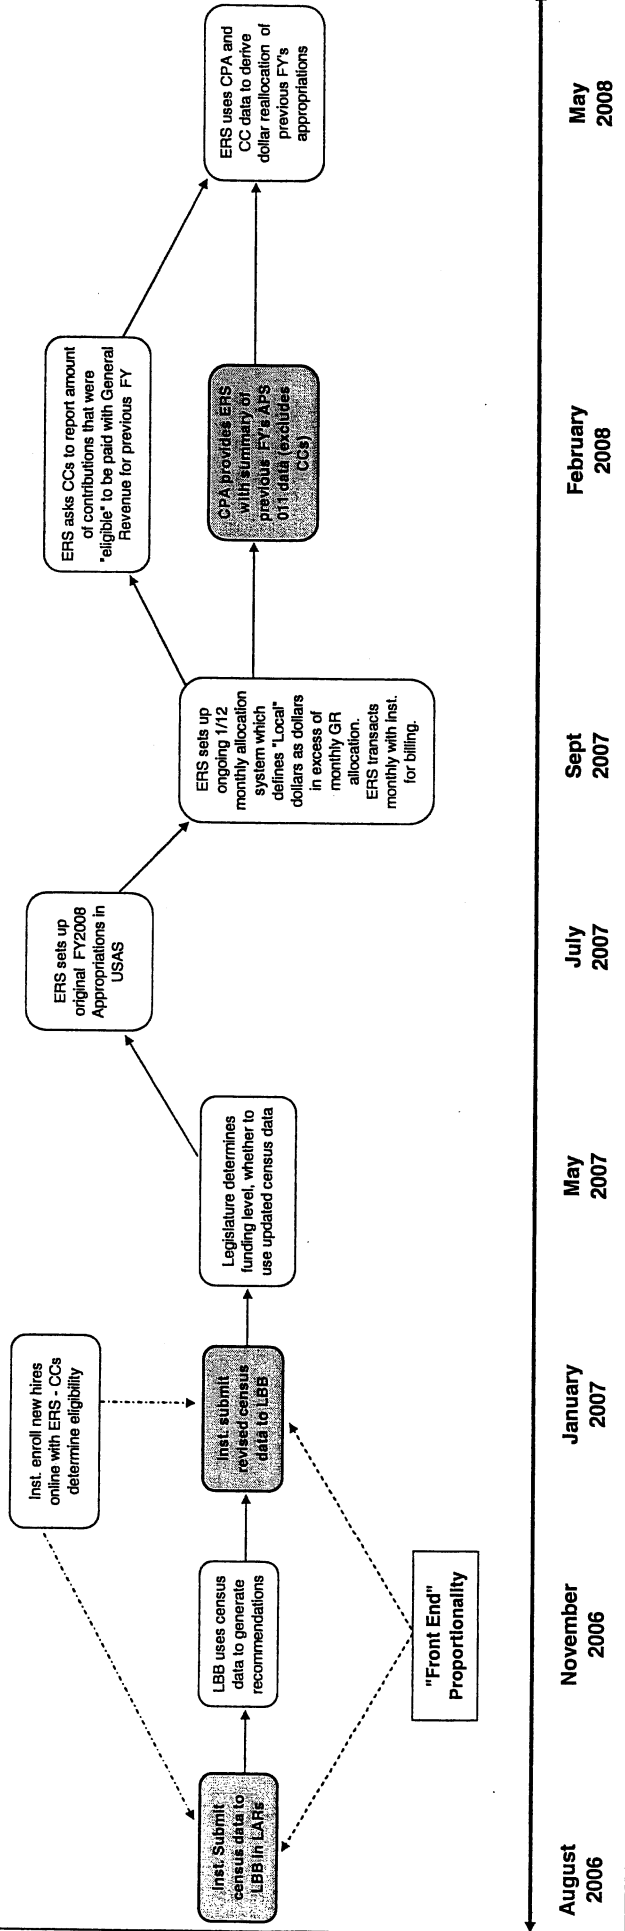 Inst. Submit
census data to
LBB in LARs
LBB uses census
data to generate
recommendations
Inst. enroll new hires
online with ERS - CCs
determine eligibility
Inst. submit
revised census
data to LBB
"Front End"
Proportionality
Legislature determines
funding level, whether to
use updated census data
ERS sets up
original FY2008
Appropriations in
USAS
ERS sets up
ongoing 1/12
monthly allocation
system which
defines "Local"
dollars as dollars
in excess of
monthly GR
allocation.
ERS transacts
monthly with Inst.
for billing.
ERS asks CCs to report amount
of contributions that were
"eligible" to be paid with General
Revenue for previous FY
CPA provides ERS
with summary of
previous FY's APS
011 data (excludes
CCs)
ERS uses CPA and
CC data to derive
dollar reallocation of
previous FY's
appropriations
August
2006
November
2006
January
2007
May
2007
July
2007
Sept
2007
February
2008
May
2008